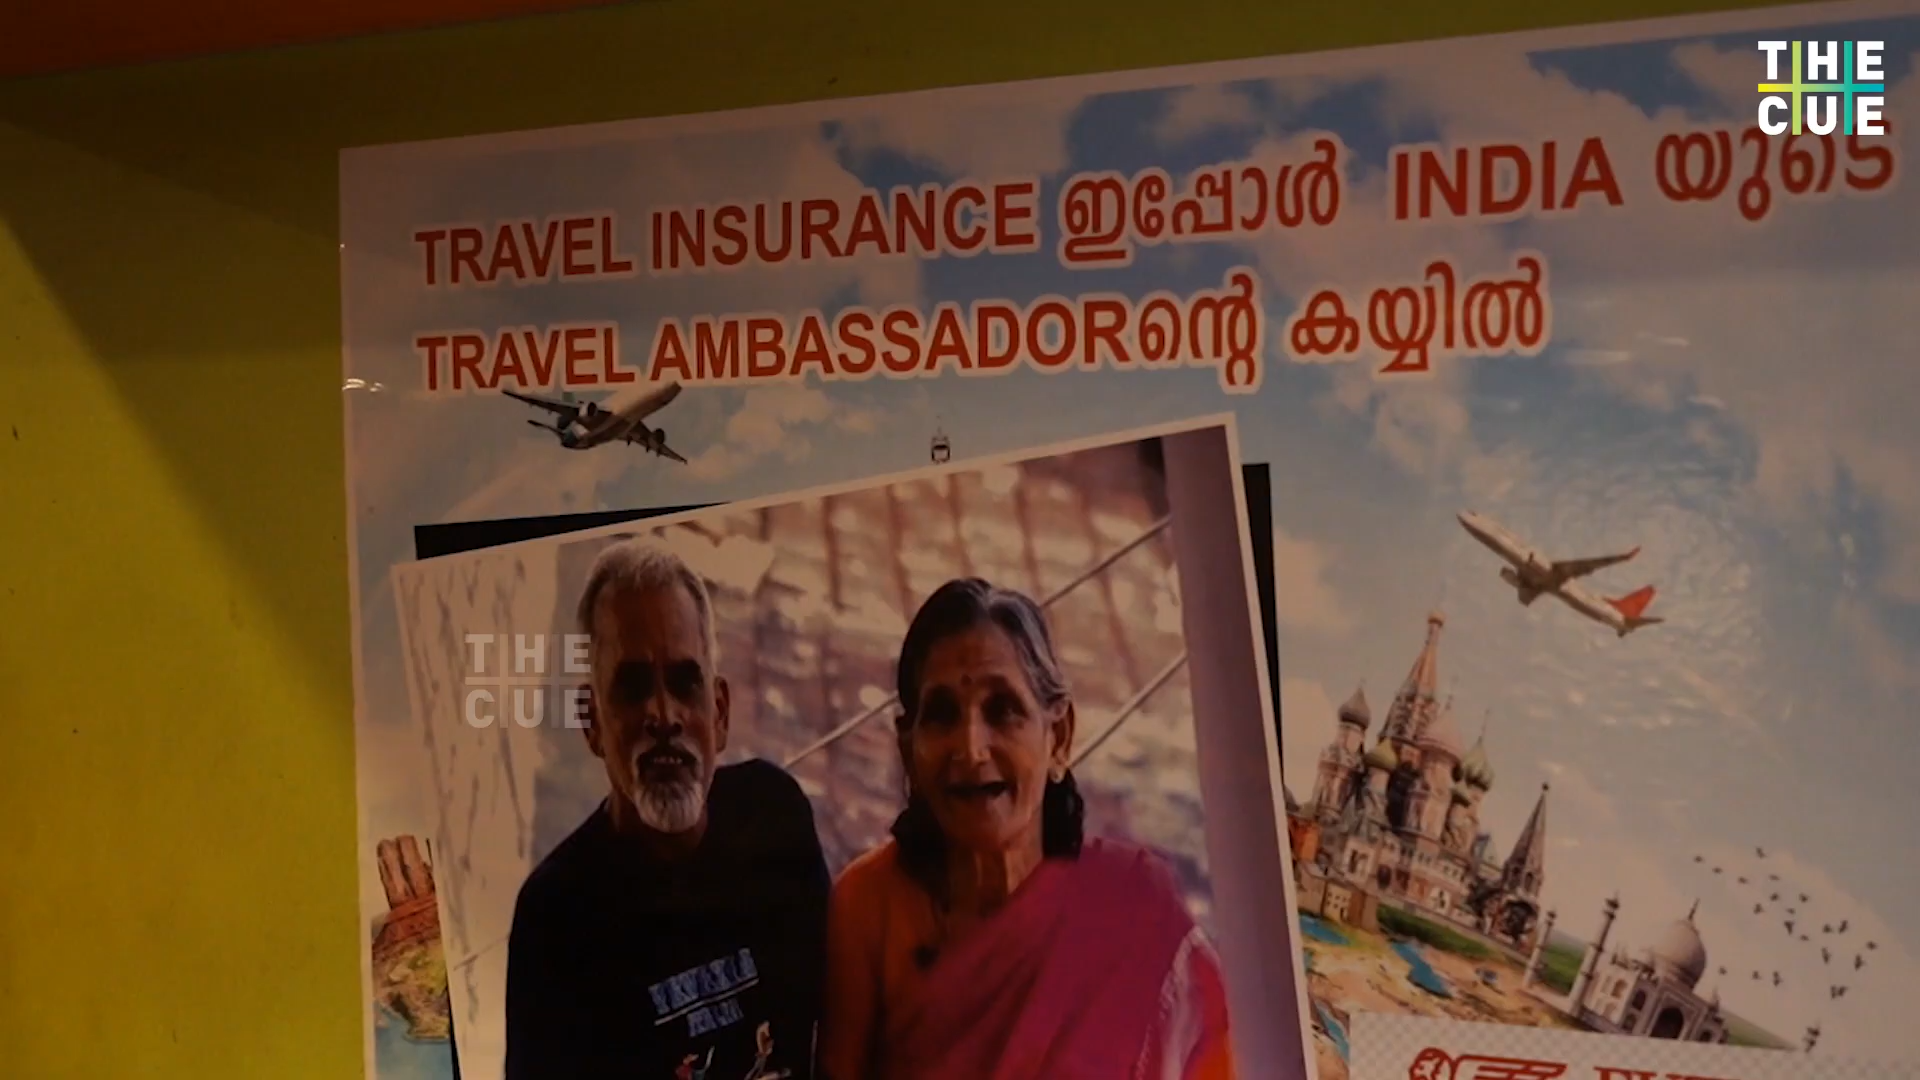 THE
CUE
TRAVEL INSURANCE ഇപ്പോൾ INDIA യുടെ
TRAVEL AMBASSADORന്റെ കയ്യിൽ
THE
CUE